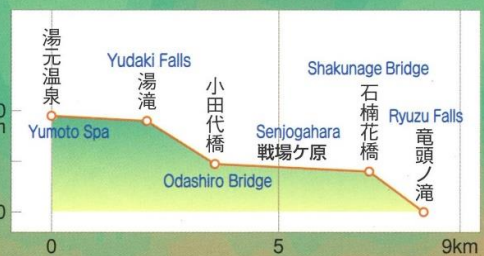 湯元温泉
Yumoto Spa
Yudaki Falls
湯滝
小田代橋
Odashiro Bridge
Senjogahara
戦場ケ原
Shakunage Bridge
石楠花橋
Ryuzu Falls
竜頭ノ滝
0
5
9km